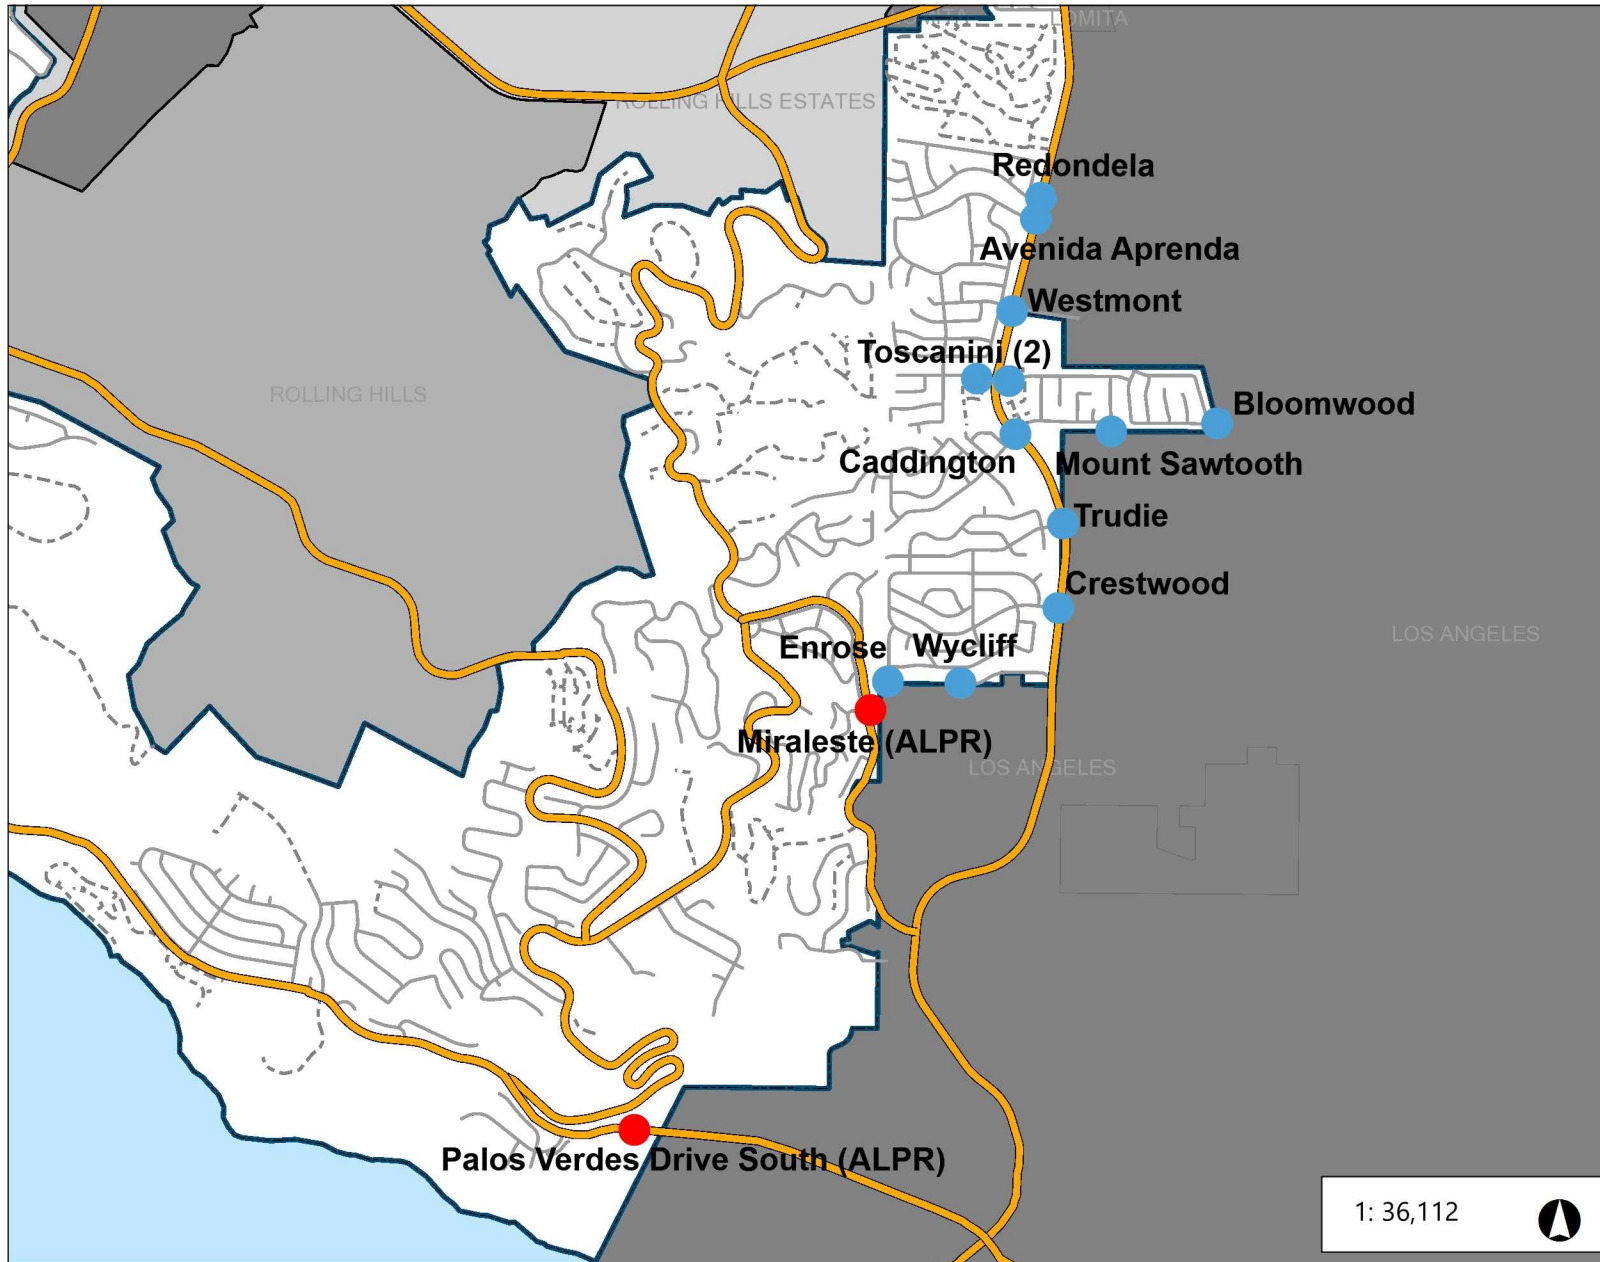 LOMITA
LOMITA
ROLLING HILLS ESTATES
Redondela
Avenida Aprenda
Westmont
Toscanini (2)
ROLLING HILLS
Bloomwood
Caddington
Mount Sawtooth
Trudie
Crestwood
LOS ANGELES
Enrose
Wycliff
Miraleste (ALPR)
LOS ANGELES
Palos Verdes Drive South (ALPR)
1: 36,112